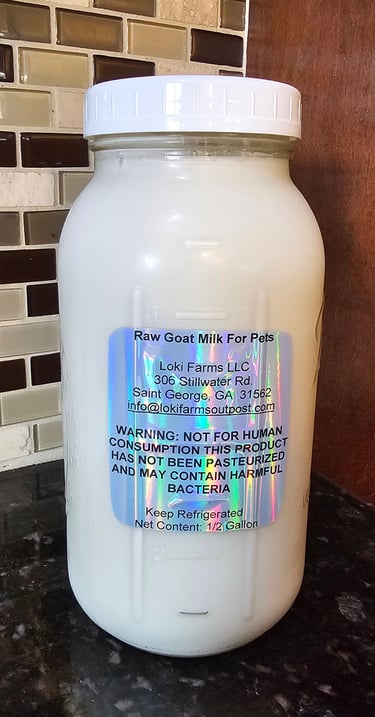 Raw Goat Milk For Pets
Loki Farms LLC
306 Stillwater Rd.
Saint George, GA 31562
info@lokifarmsoutpost.com
WARNING: NOT FOR HUMAN
CONSUMPTION THIS PRODUCT
HAS NOT BEEN PASTEURIZED
AND MAY CONTAIN HARMFUL
BACTERIA
Keep Refrigerated
Net Content: 1/2 Gallon